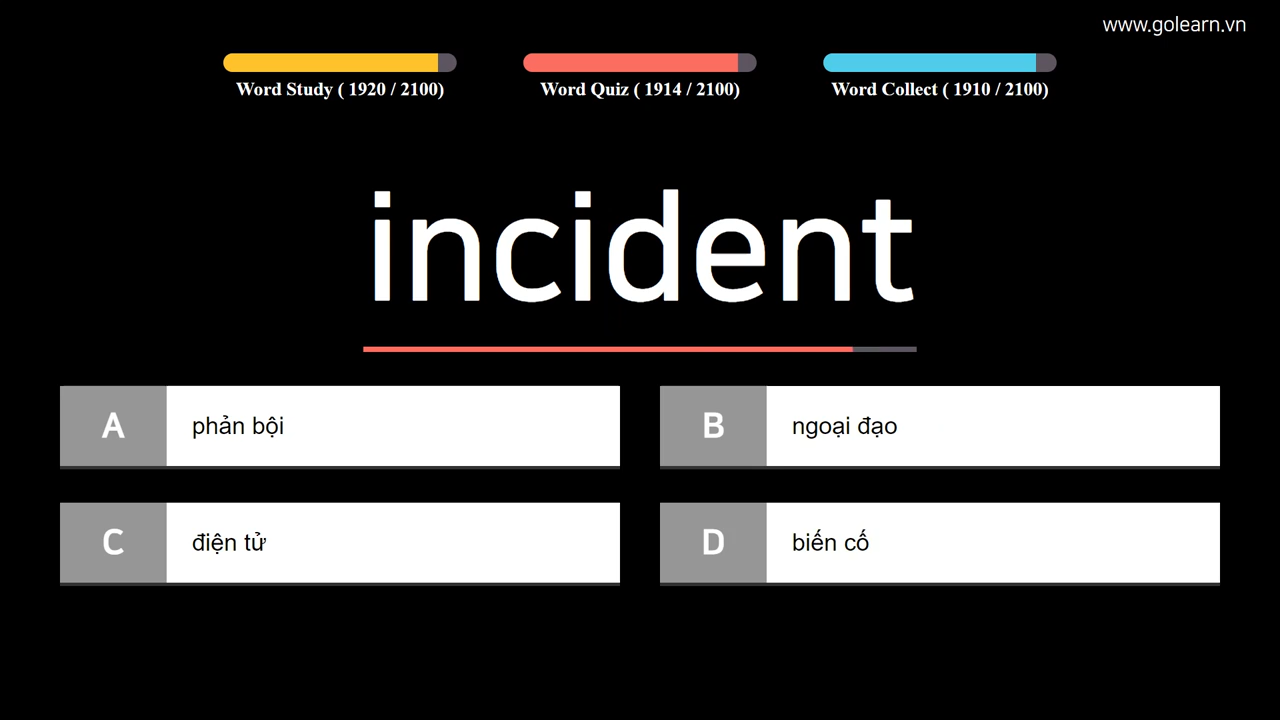 www.golearn.vn
Word Study ( 1920 / 2100)
Word Quiz ( 1914 / 2100)
Word Collect ( 1910 / 2100)
incident
A phản bội
B ngoại đạo
C điện tử
D biến cố